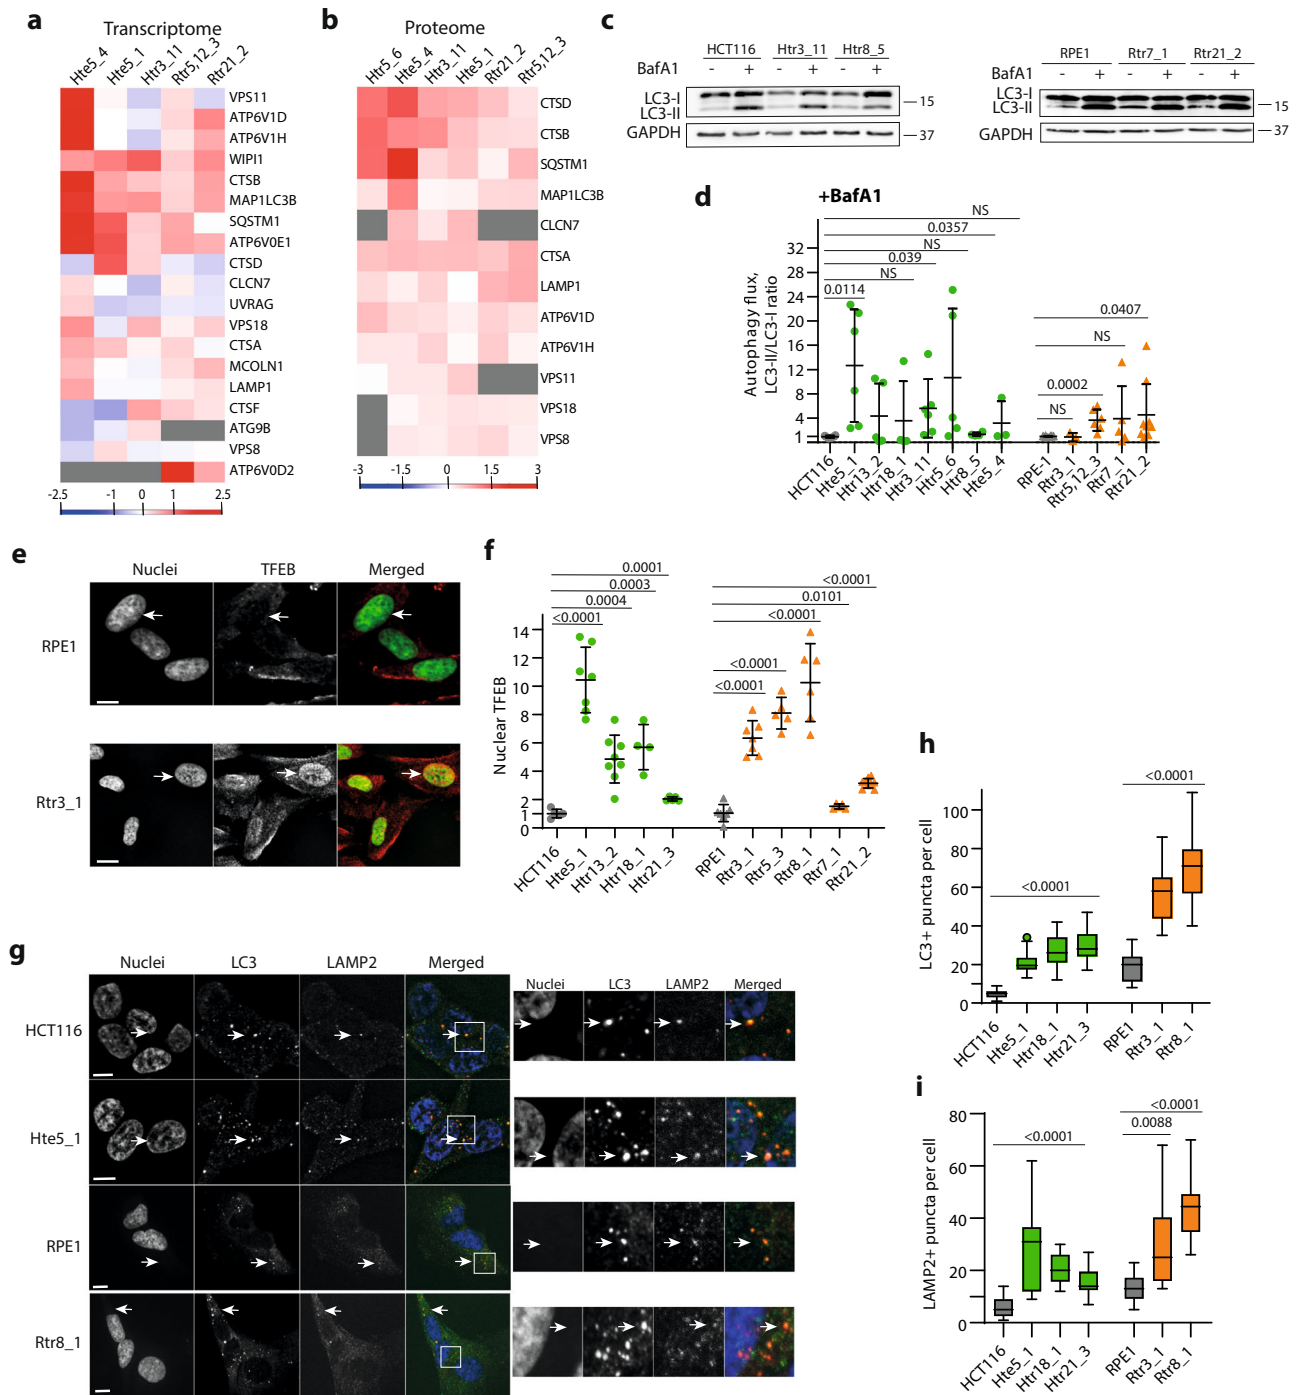 a
Transcriptome
Hte5_4
Hte5_1
Htr3_11
Rtr5,12_3
Rtr21_2
VPS11
ATP6V1D
ATP6V1H
WIPI1
CTSB
MAP1LC3B
SQSTM1
ATP6V0E1
CTSD
CLCN7
UVRAG
VPS18
CTSA
MCOLN1
LAMP1
CTSF
ATG9B
VPS8
ATP6V0D2
-2.5 -1 0 1 2.5
b
Proteome
Htr5_6
Hte5_4
Htr3_11
Hte5_1
Rtr21_2
Rtr5,12_3
CTSD
CTSB
SQSTM1
MAP1LC3B
CLCN7
CTSA
LAMP1
ATP6V1D
ATP6V1H
VPS11
VPS18
VPS8
-3 -1.5 0 1.5 3
c
HCT116 Htr3_11 Htr8_5
BafA1 - + - + - +
LC3-I
LC3-II
15
GAPDH
37
RPE1 Rtr7_1 Rtr21_2
BafA1 - + - + - +
LC3-I
LC3-II
15
GAPDH
37
d
+BafA1
Autophagy flux,
LC3-II/LC3-I ratio
32
28
24
20
16
12
8
4
1
NS
0.0357
NS
0.039
NS
0.0114
0.0407
NS
0.0002
NS
HCT116
Hte5_1
Htr13_2
Htr18_1
Htr3_11
Htr5_6
Htr8_5
Hte5_4
RPE-1
Rtr3_1
Rtr5,12_3
Rtr7_1
Rtr21_2
e
Nuclei TFEB Merged
RPE1
Rtr3_1
f
Nuclear TFEB
14
12
10
8
6
4
2
1
0
0.0001
0.0003
0.0004
<0.0001
<0.0001
0.0101
<0.0001
<0.0001
<0.0001
HCT116
Hte5_1
Htr13_2
Htr18_1
Htr21_3
RPE1
Rtr3_1
Rtr5_3
Rtr8_1
Rtr7_1
Rtr21_2
g
Nuclei LC3 LAMP2 Merged
Nuclei LC3 LAMP2 Merged
HCT116
Hte5_1
RPE1
Rtr8_1
h
LC3+ puncta per cell
100
80
60
40
20
0
<0.0001
<0.0001
HCT116
Hte5_1
Htr18_1
Htr21_3
RPE1
Rtr3_1
Rtr8_1
i
LAMP2+ puncta per cell
80
60
40
20
0
<0.0001
<0.0001
0.0088
HCT116
Hte5_1
Htr18_1
Htr21_3
RPE1
Rtr3_1
Rtr8_1